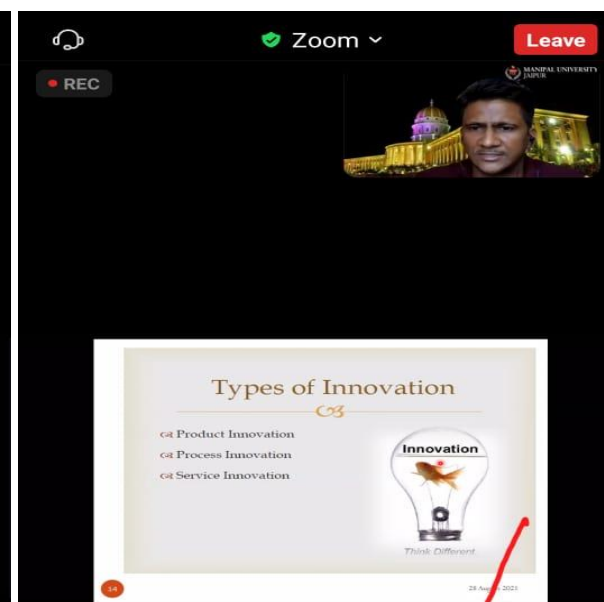 Zoom
Leave
REC
MANIPAL UNIVERSITY
JAIPUR
Types of Innovation
Product Innovation
Process Innovation
Service Innovation
Innovation
Think Different
14
28 August 2021